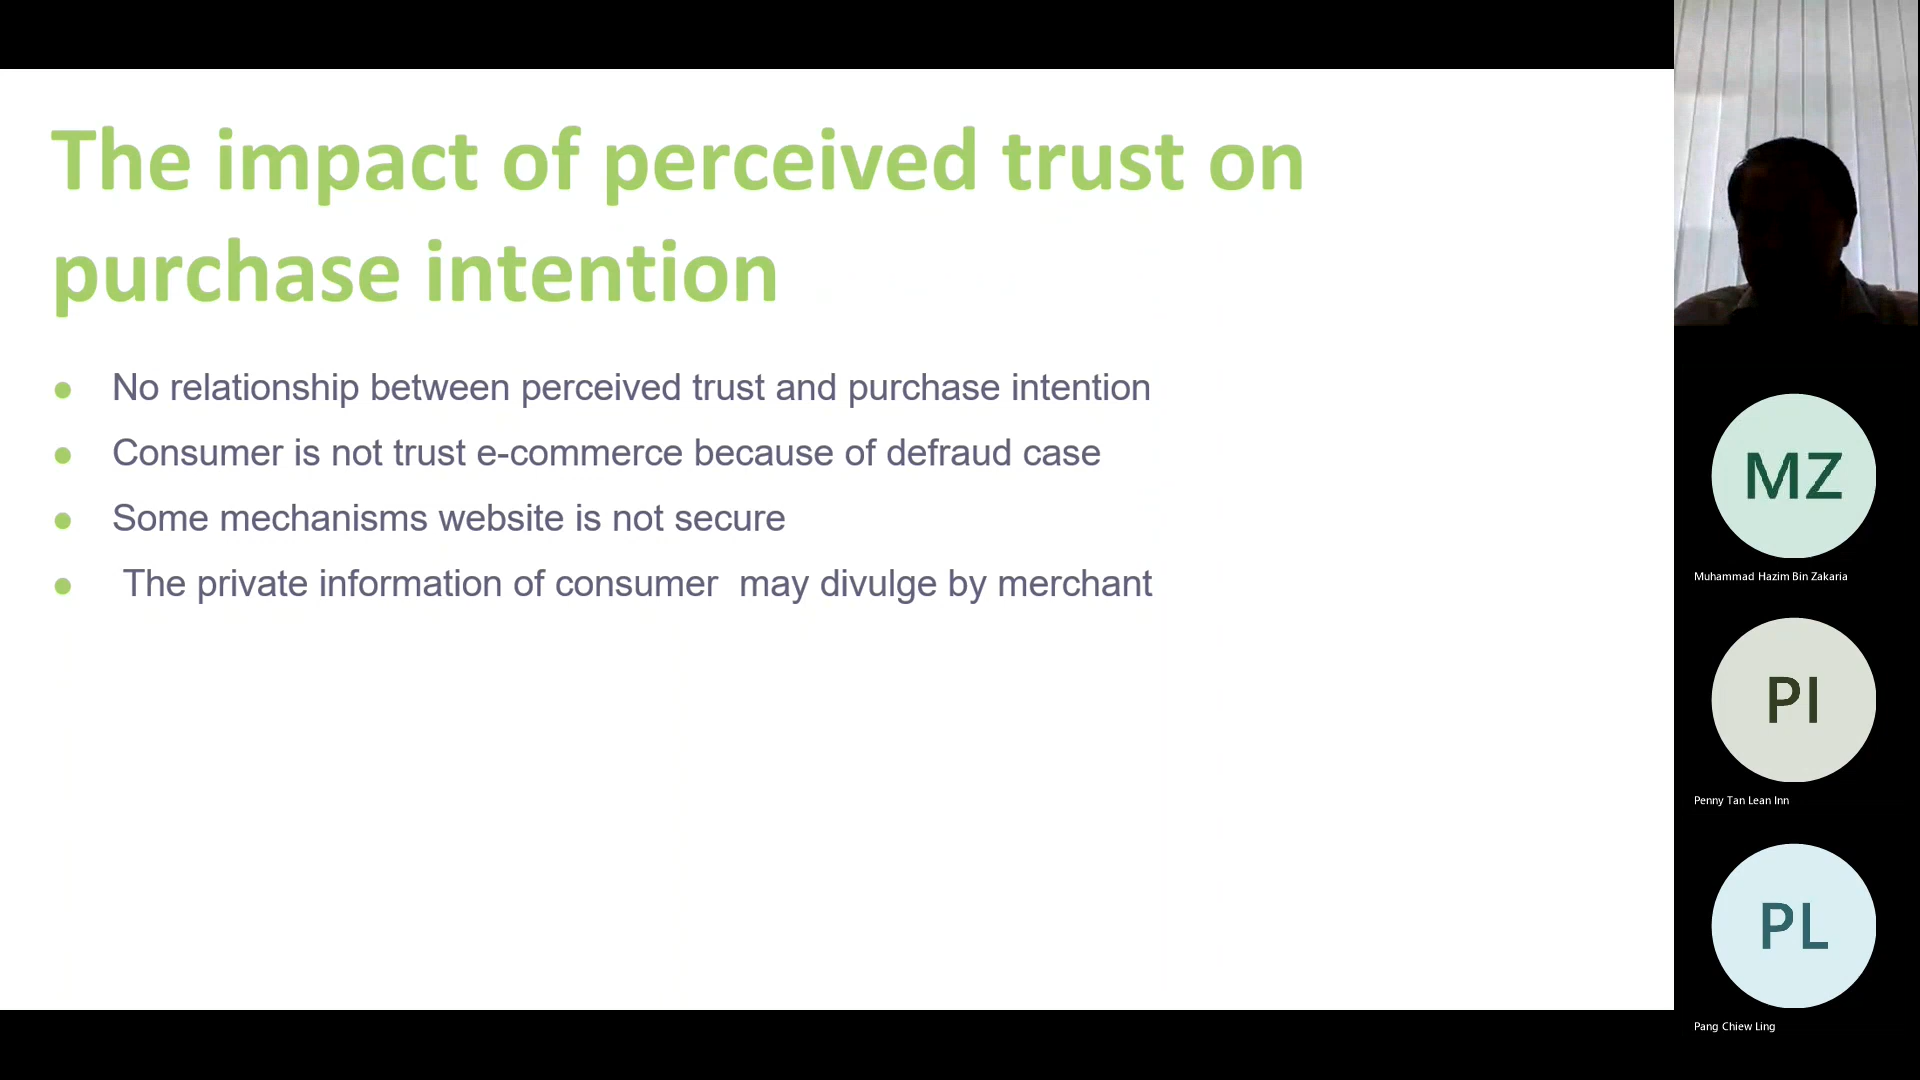 The impact of perceived trust on
purchase intention
No relationship between perceived trust and purchase intention
Consumer is not trust e-commerce because of defraud case
Some mechanisms website is not secure
The private information of consumer  may divulge by merchant
MZ
Muhammad Hazim Bin Zakaria
PI
Penny Tan Lean Inn
PL
Pang Chiew Ling